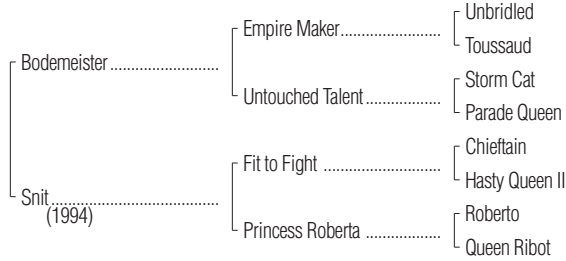 Unbridled
Empire Maker
Toussaud
Bodemeister
Storm Cat
Untouched Talent
Parade Queen
Chieftain
Fit to Fight
Hasty Queen II
Snit
(1994)
Roberto
Princess Roberta
Queen Ribot